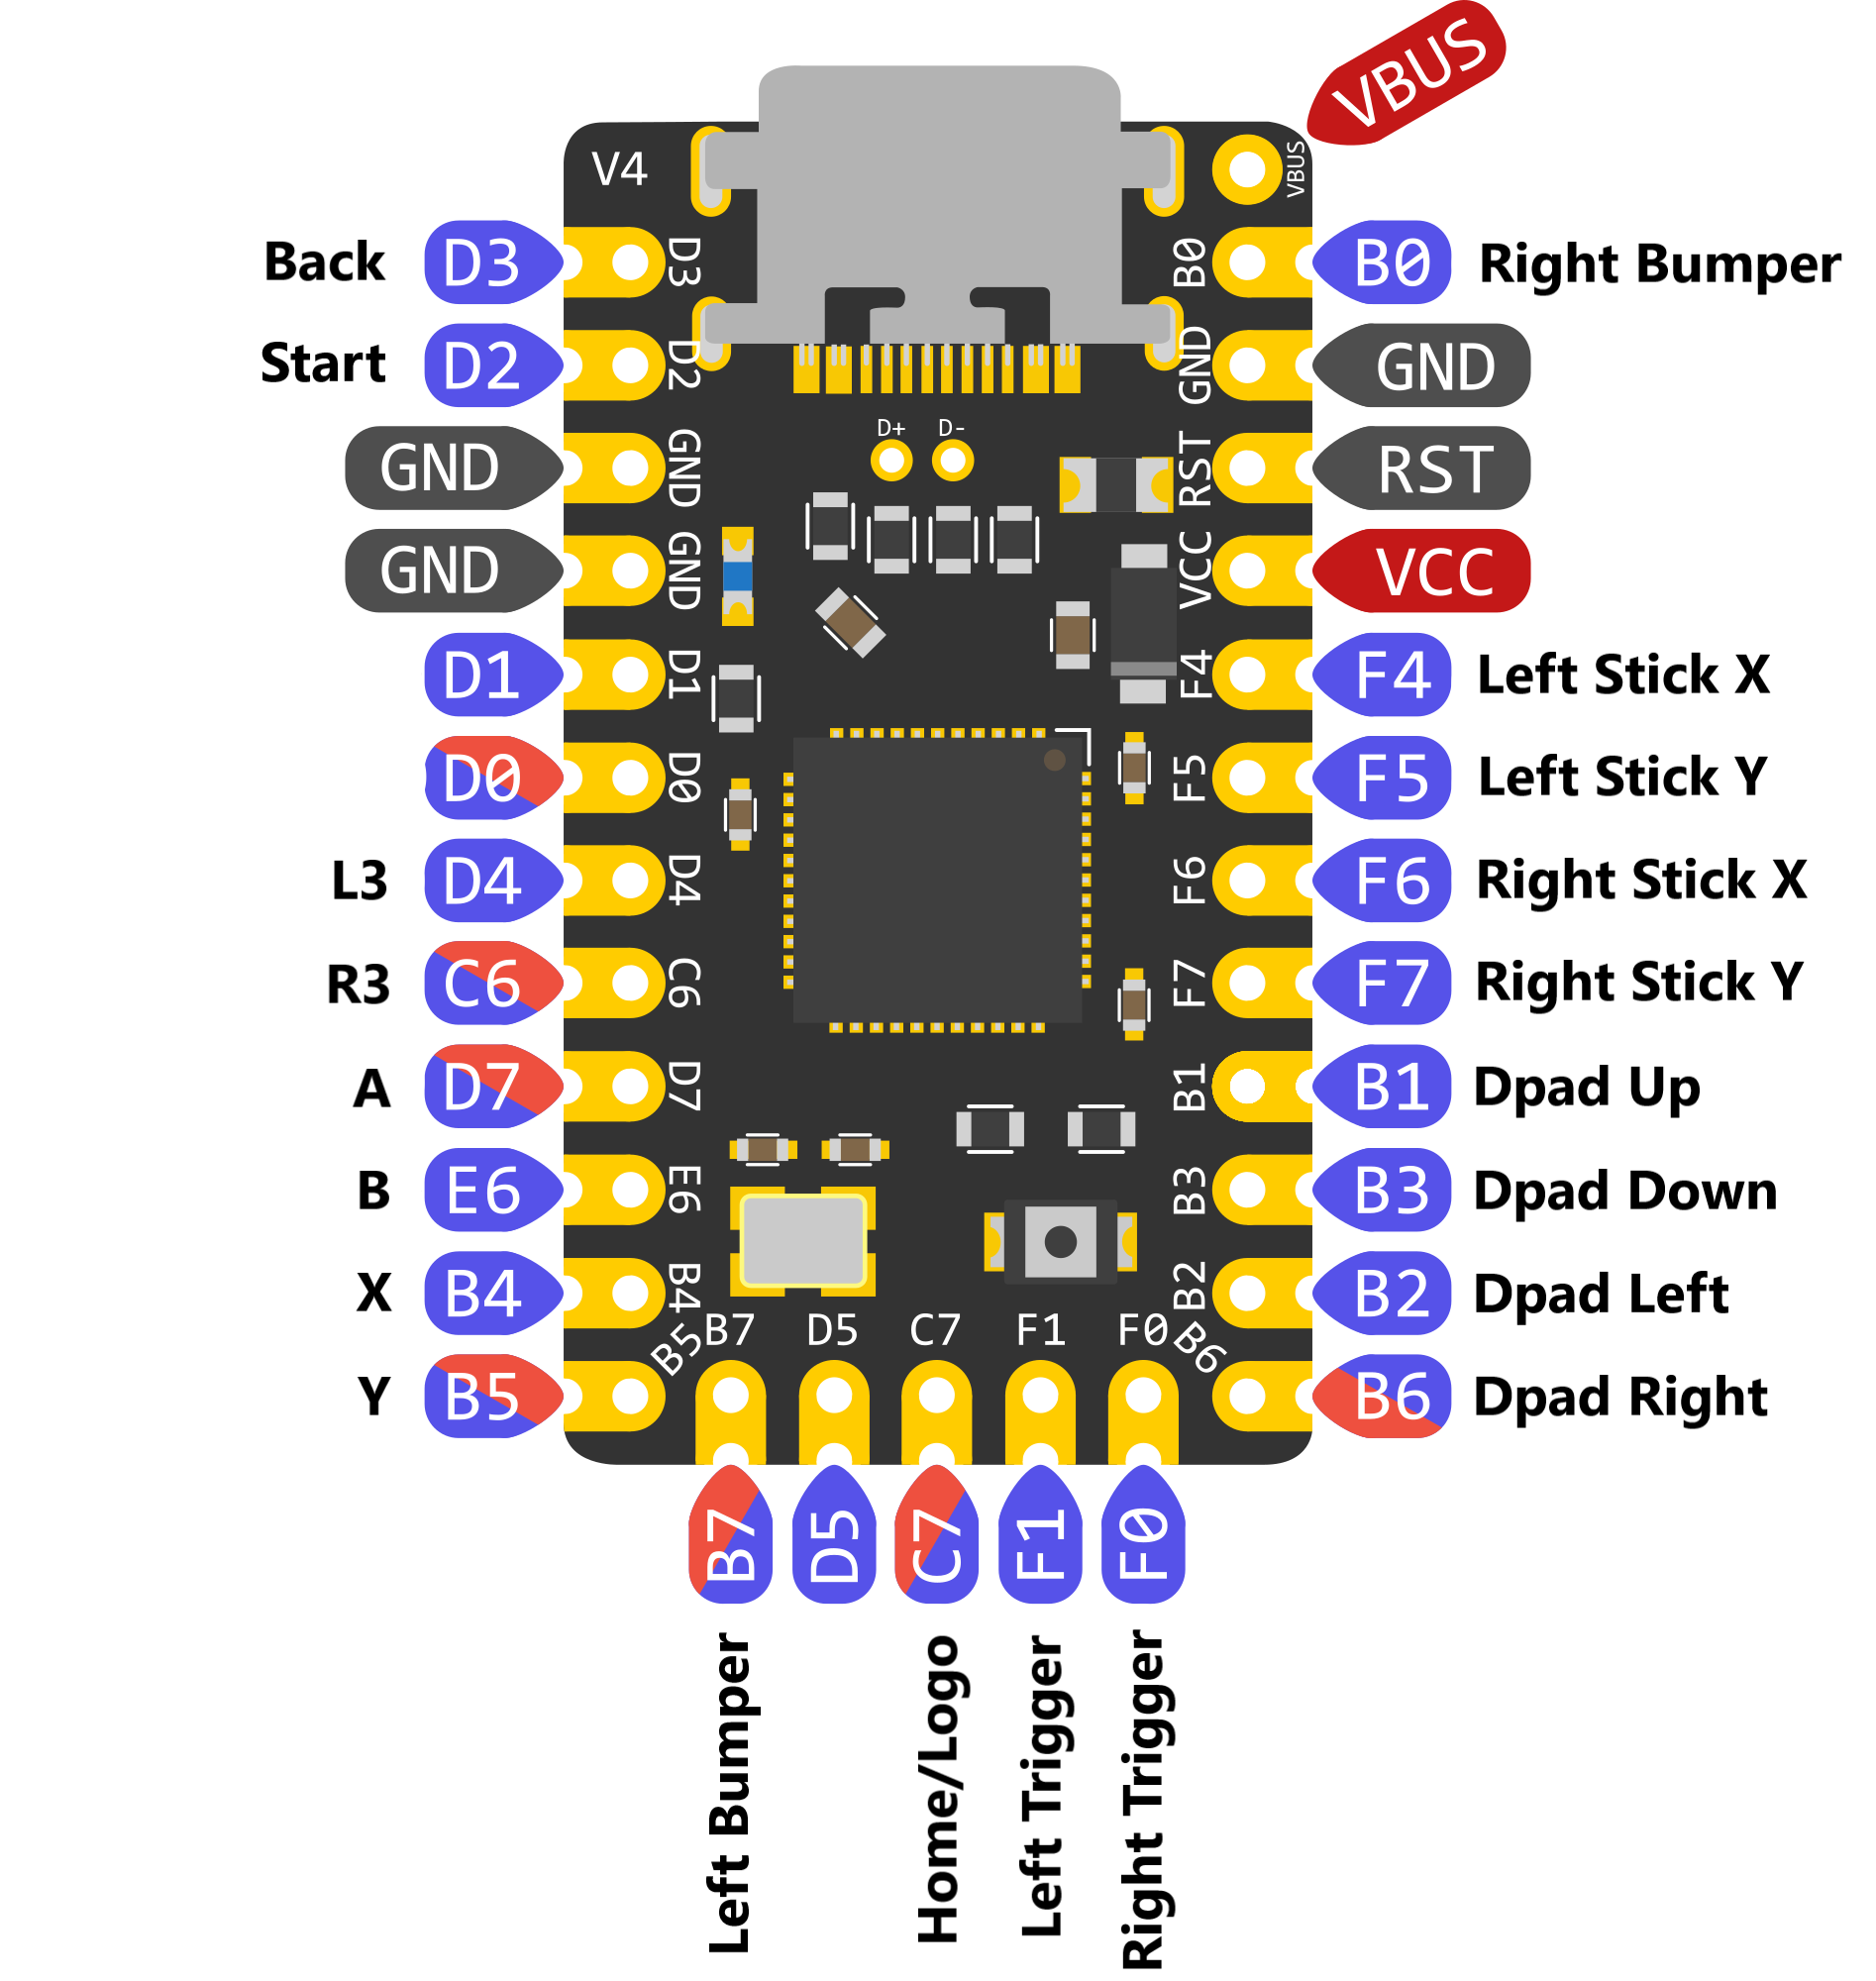 VBUS
V4
VBUS
Back D3 D3 B0 B0 Right Bumper
Start D2 D2 GND GND
D+ D-
GND GND RST RST
GND GND VCC VCC
D1 D1 F4 F4 Left Stick X
D0 D0 F5 F5 Left Stick Y
L3 D4 D4 F6 F6 Right Stick X
R3 C6 C6 F7 F7 Right Stick Y
A D7 D7 B1 B1 Dpad Up
B E6 E6 B3 B3 Dpad Down
X B4 B4 B2 B2 Dpad Left
B5 B7 D5 C7 F1 F0 B6
Y B5 B6 Dpad Right
B7 D5 C7 F1 F0
Left Bumper
Home/Logo
Left Trigger
Right Trigger